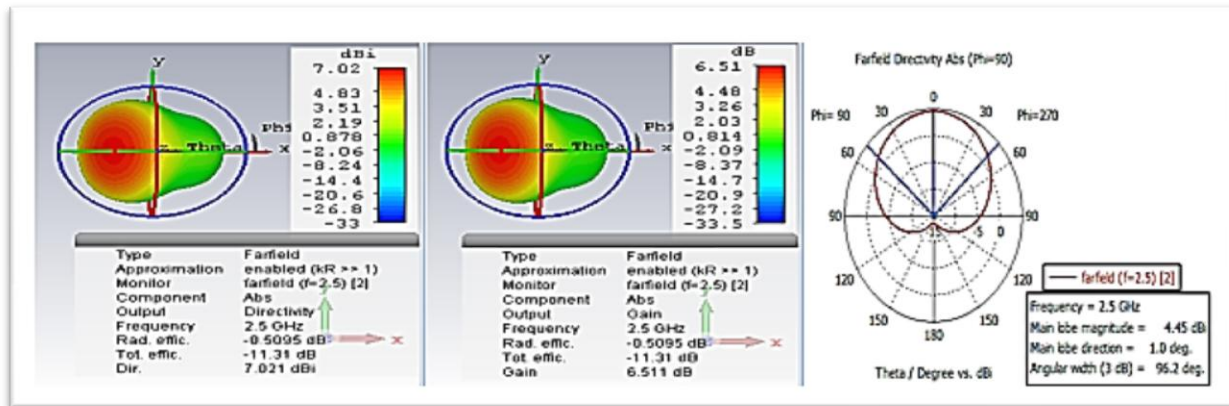 dBi
7.02
4.83
3.51
2.19
0.878
-2.06
-8.24
-14.4
-20.6
-26.8
-33
y
Phi
z Theta x
Type Farfield
Approximation enabled (kR >> 1)
Monitor farfield (f=2.5) [2]
Component Abs
Output Directivity
Frequency 2.5 GHz
Rad. effic. -0.5095 dB
Tot. effic. -11.31 dB
Dir. 7.021 dBi
y
x
dB
6.51
4.48
3.26
2.03
0.814
-2.09
-8.37
-14.7
-20.9
-27.2
-33.5
y
Phi
z Theta x
Type Farfield
Approximation enabled (kR >> 1)
Monitor farfield (f=2.5) [2]
Component Abs
Output Gain
Frequency 2.5 GHz
Rad. effic. -0.5095 dB
Tot. effic. -11.31 dB
Gain 6.511 dB
x
Farfield Directivity Abs (Phi=90)
0
30 30
Phi= 90 Phi=270
60 60
90 -5 0 90
120 120
150 150
180
Theta / Degree vs. dBi
farfield (f=2.5) [2]
Frequency = 2.5 GHz
Main lobe magnitude = 4.45 dBi
Main lobe direction = 1.0 deg.
Angular width (3 dB) = 96.2 deg.